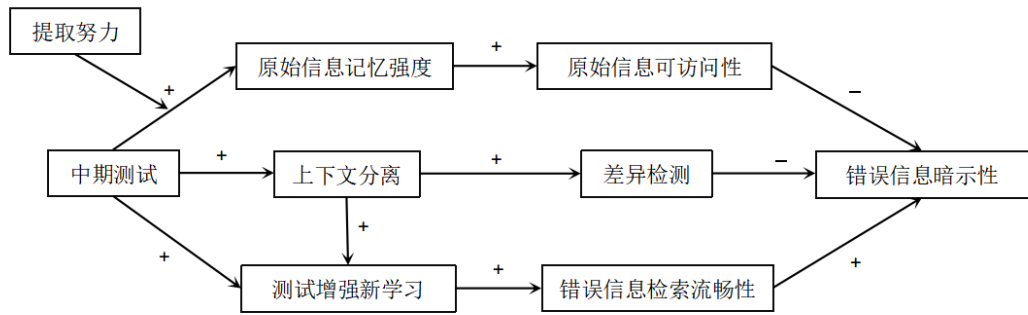 提取努力
+
原始信息记忆强度
+
原始信息可访问性
−
中期测试
+
上下文分离
+
差异检测
−
错误信息暗示性
+
+
测试增强新学习
+
错误信息检索流畅性
+